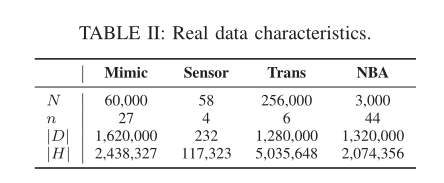 TABLE II: Real data characteristics.
Mimic Sensor Trans NBA
N 60,000 58 256,000 3,000
n 27 4 6 44
|D| 1,620,000 232 1,280,000 1,320,000
|H| 2,438,327 117,323 5,035,648 2,074,356